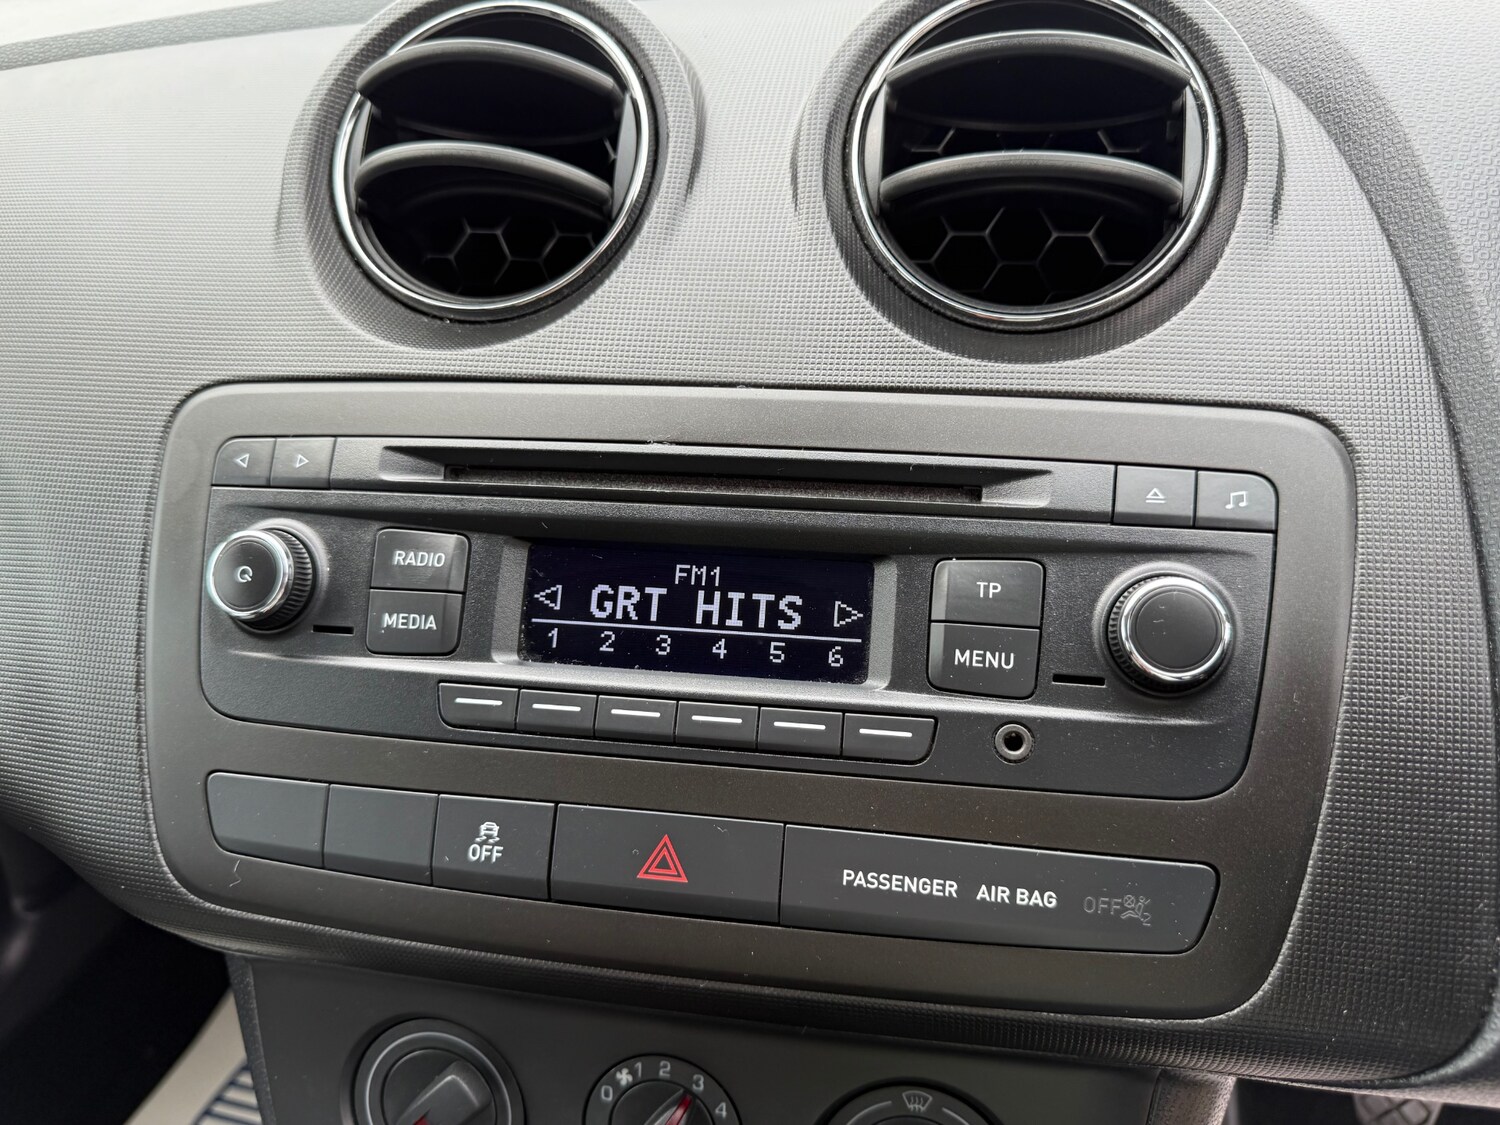 RADIO
MEDIA
FM1
GRT HITS
1 2 3 4 5 6
TP
MENU
OFF
PASSENGER AIR BAG OFF
0 1 2 3 4